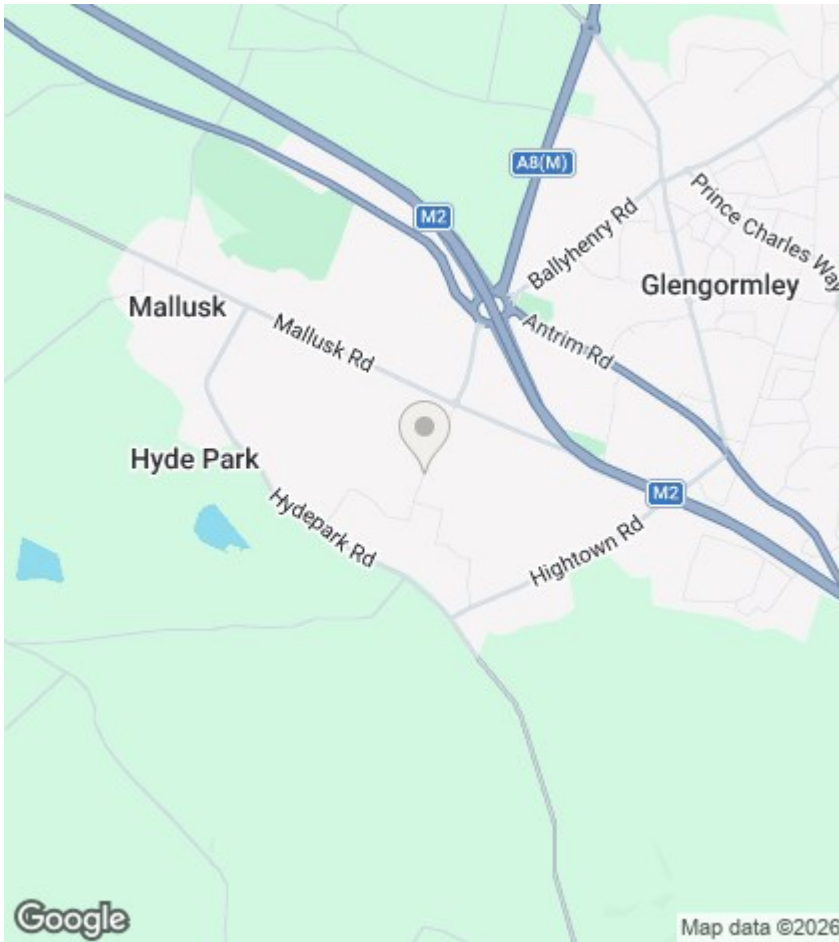 A8(M)
M2
Ballyhenry Rd
Prince Charles Way
Glengormley
Mallusk
Mallusk Rd
Antrim Rd
Hyde Park
M2
Hydepark Rd
Hightown Rd
Google
Map data ©2026